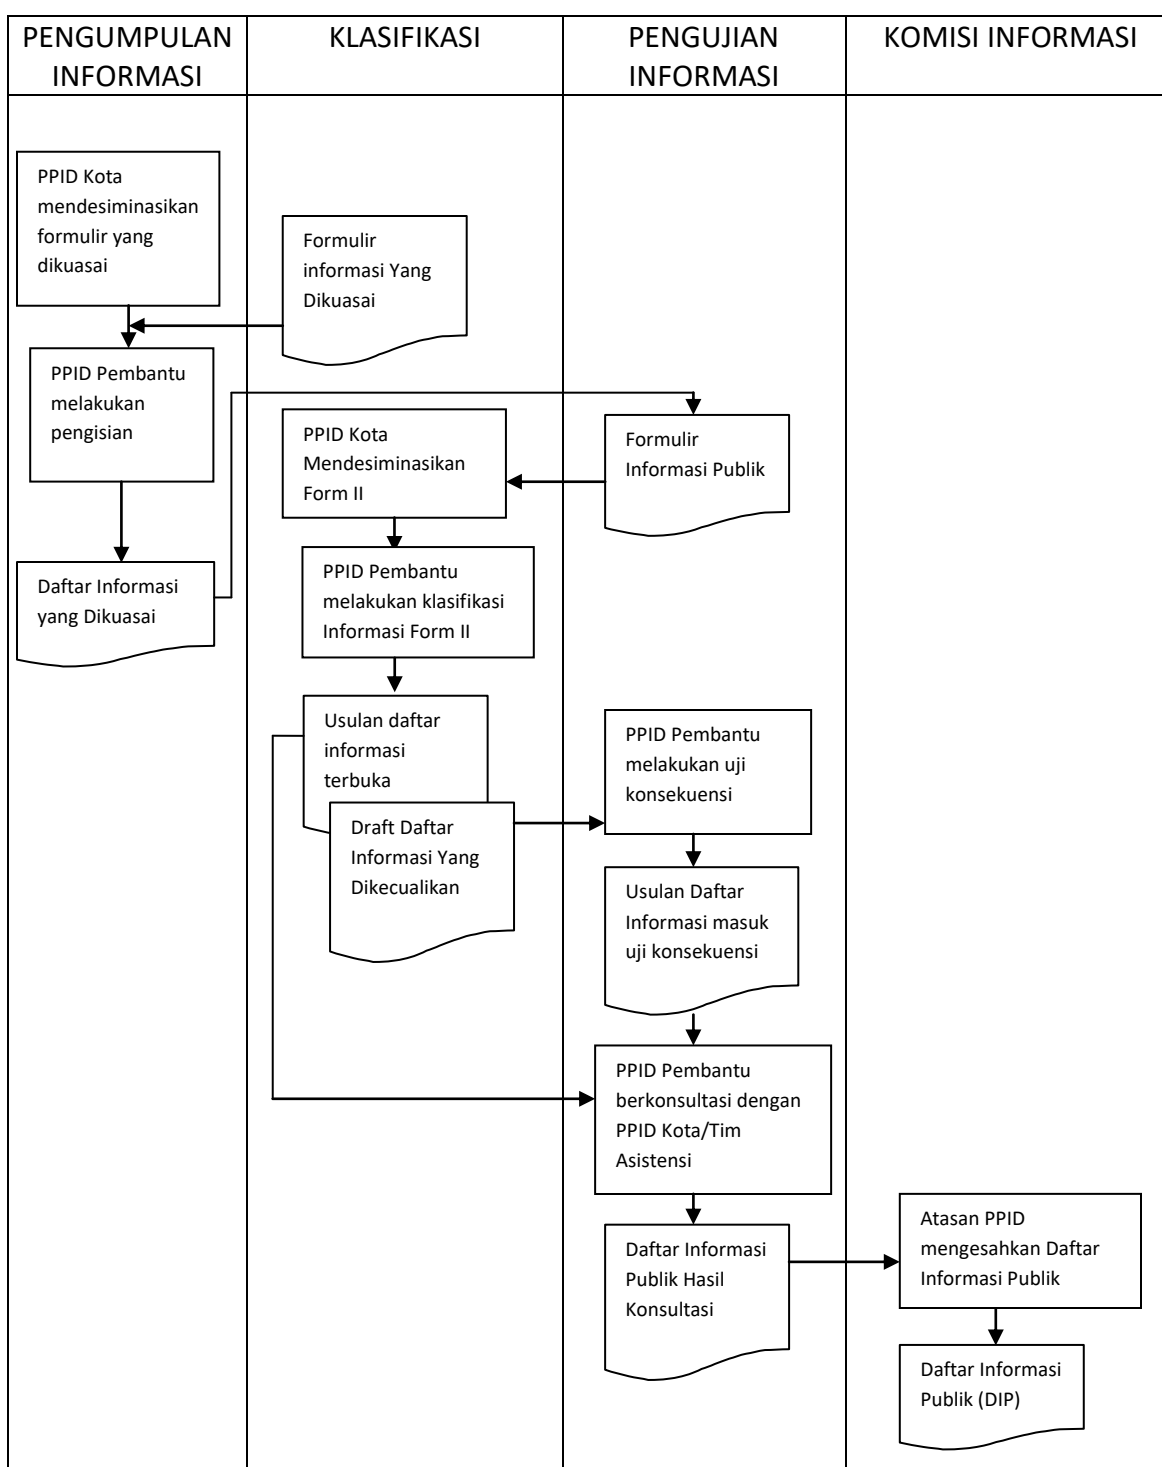 PENGUMPULAN
INFORMASI
KLASIFIKASI
PENGUJIAN
INFORMASI
KOMISI INFORMASI
PPID Kota
mendesiminasikan
formulir yang
dikuasai
Formulir
informasi Yang
Dikuasai
PPID Pembantu
melakukan
pengisian
PPID Kota
Mendesiminasikan
Form II
Formulir
Informasi Publik
Daftar Informasi
yang Dikuasai
PPID Pembantu
melakukan klasifikasi
Informasi Form II
Usulan daftar
informasi
terbuka
Draft Daftar
Informasi Yang
Dikecualikan
PPID Pembantu
melakukan uji
konsekuensi
Usulan Daftar
Informasi masuk
uji konsekuensi
PPID Pembantu
berkonsultasi dengan
PPID Kota/Tim
Asistensi
Daftar Informasi
Publik Hasil
Konsultasi
Atasan PPID
mengesahkan Daftar
Informasi Publik
Daftar Informasi
Publik (DIP)